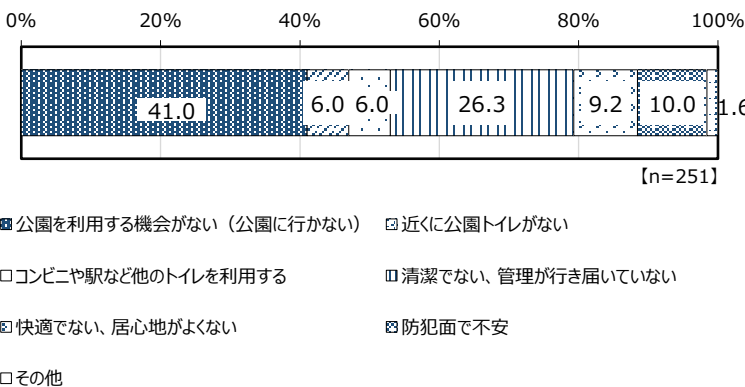 0% 20% 40% 60% 80% 100%
41.0 6.0 6.0 26.3 9.2 10.0 1.6
【n=251】
公園を利用する機会がない（公園に行かない） 近くに公園トイレがない
コンビニや駅など他のトイレを利用する 清潔でない、管理が行き届いていない
快適でない、居心地がよくない 防犯面で不安
その他